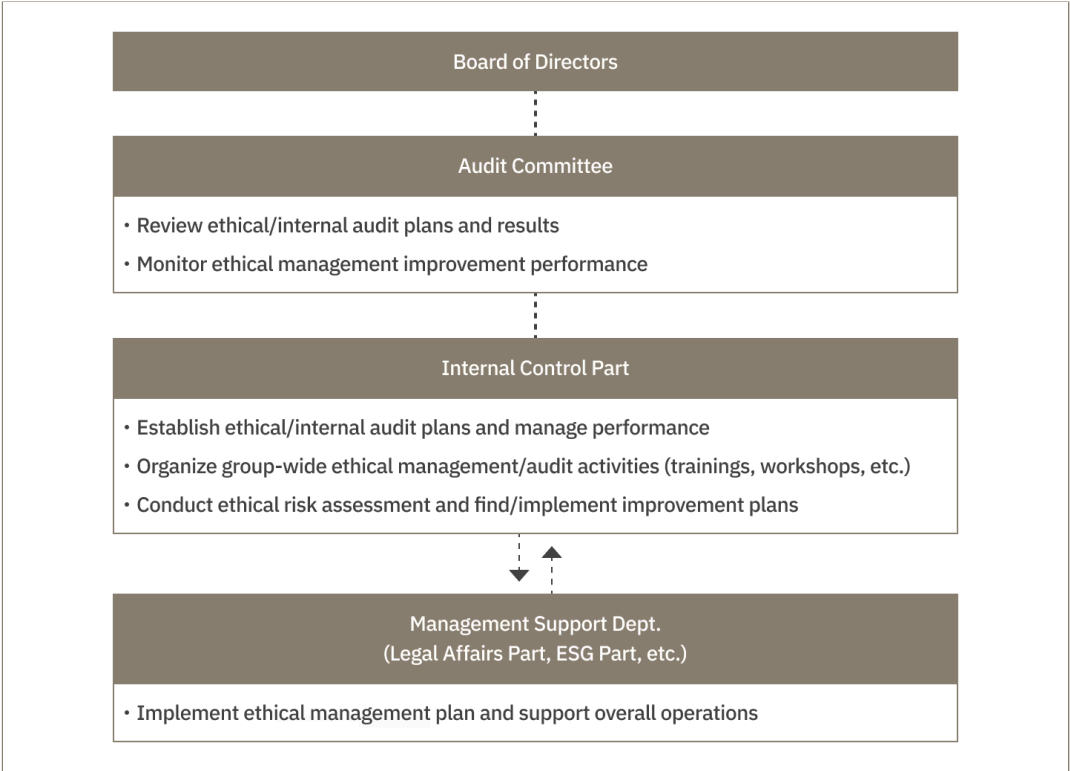 Board of Directors
Audit Committee
• Review ethical/internal audit plans and results
• Monitor ethical management improvement performance
Internal Control Part
• Establish ethical/internal audit plans and manage performance
• Organize group-wide ethical management/audit activities (trainings, workshops, etc.)
• Conduct ethical risk assessment and find/implement improvement plans
Management Support Dept.
(Legal Affairs Part, ESG Part, etc.)
• Implement ethical management plan and support overall operations